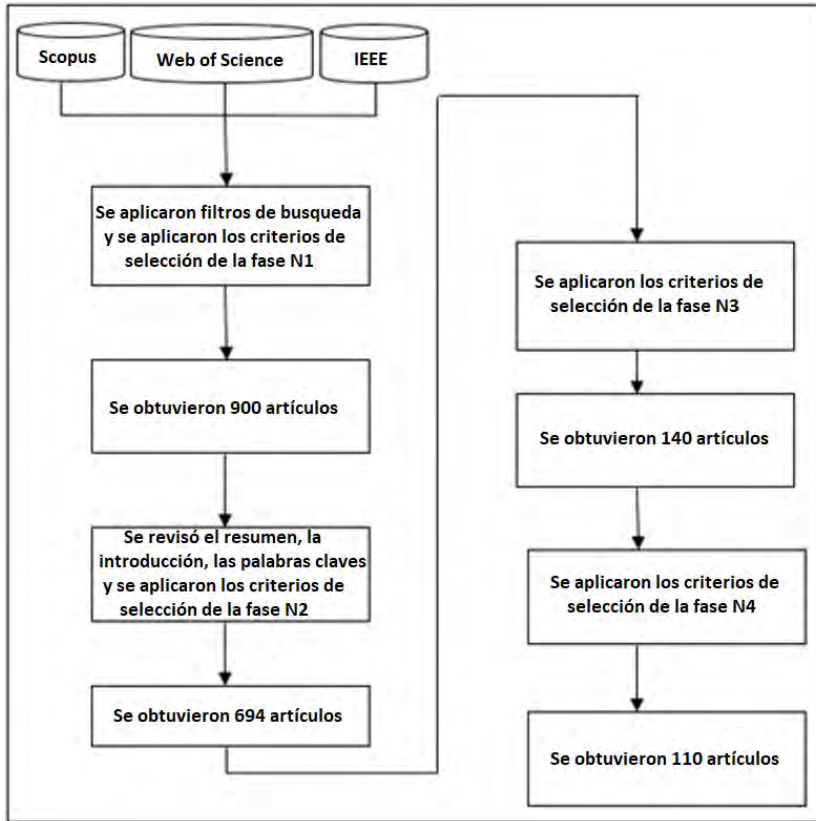 Scopus
Web of Science
IEEE
Se aplicaron filtros de busqueda
y se aplicaron los criterios de
selección de la fase N1
Se obtuvieron 900 artículos
Se revisó el resumen, la
introducción, las palabras claves
y se aplicaron los criterios de
selección de la fase N2
Se obtuvieron 694 artículos
Se aplicaron los criterios de
selección de la fase N3
Se obtuvieron 140 artículos
Se aplicaron los criterios de
selección de la fase N4
Se obtuvieron 110 artículos